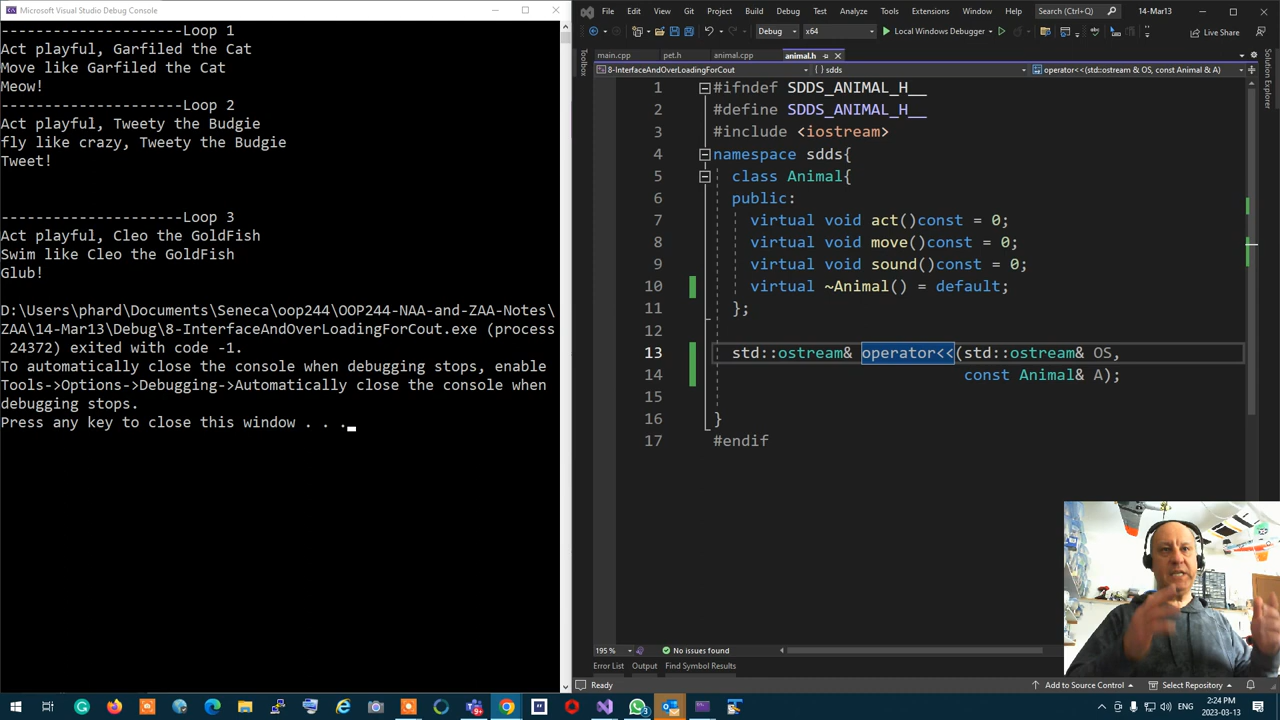 Microsoft Visual Studio Debug Console
---------------------Loop 1
Act playful, Garfiled the Cat
Move like Garfiled the Cat
Meow!
---------------------Loop 2
Act playful, Tweety the Budgie
fly like crazy, Tweety the Budgie
Tweet!
---------------------Loop 3
Act playful, Cleo the GoldFish
Swim like Cleo the GoldFish
Glub!
D:\Users\phard\Documents\Seneca\oop244\OOP244-NAA-and-ZAA-Notes\
ZAA\14-Mar13\Debug\8-InterfaceAndOverLoadingForCout.exe (process
 24372) exited with code -1.
To automatically close the console when debugging stops, enable
Tools->Options->Debugging->Automatically close the console when
debugging stops.
Press any key to close this window . . .
File Edit View Git Project Build Debug Test Analyze Tools Extensions Window Help Search (Ctrl+Q) 14-Mar13
Debug x64 Local Windows Debugger Live Share
main.cpp pet.h animal.cpp animal.h
8-InterfaceAndOverLoadingForCout sdds operator<<(std::ostream & OS, const Animal & A)
Toolbox
Solution Explorer
1 #ifndef SDDS_ANIMAL_H__
2 #define SDDS_ANIMAL_H__
3 #include <iostream>
4 namespace sdds{
5 class Animal{
6 public:
7 virtual void act()const = 0;
8 virtual void move()const = 0;
9 virtual void sound()const = 0;
10 virtual ~Animal() = default;
11 };
12
13 std::ostream& operator<<(std::ostream& OS,
14 const Animal& A);
15
16 }
17 #endif
195 % No issues found
Error List Output Find Symbol Results
Ready Add to Source Control Select Repository
ENG 2:24 PM
2023-03-13